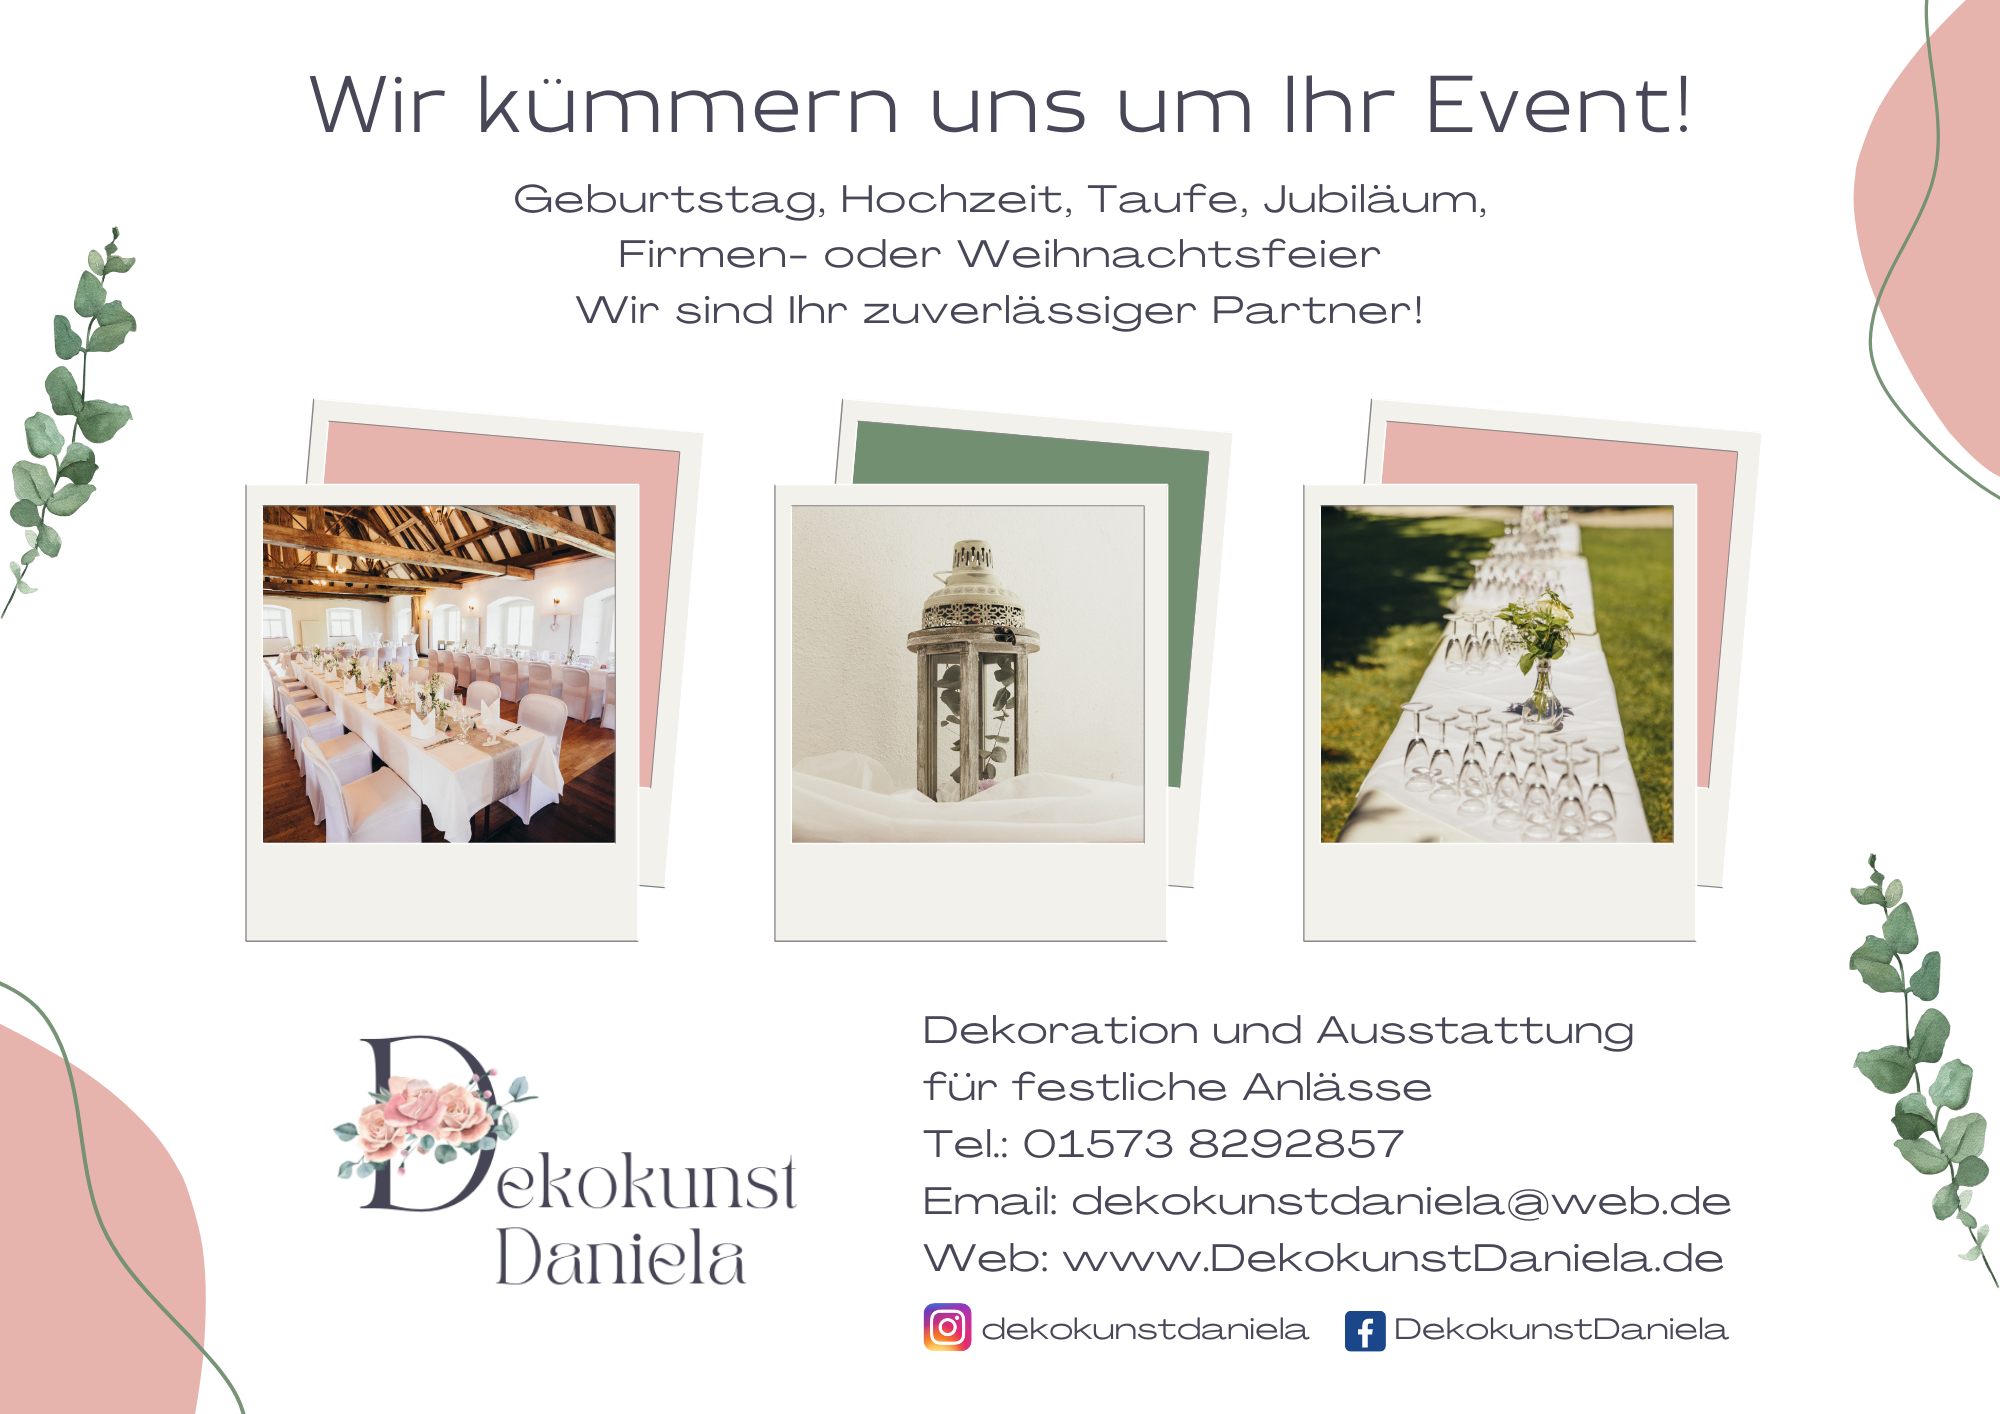 Wir kümmern uns um Ihr Event!
Geburtstag, Hochzeit, Taufe, Jubiläum,
Firmen- oder Weihnachtsfeier
Wir sind Ihr zuverlässiger Partner!
Dekokunst
Daniela
Dekoration und Ausstattung
für festliche Anlässe
Tel.: 01573 8292857
Email: dekokunstdaniela@web.de
Web: www.DekokunstDaniela.de
dekokunstdaniela DekokunstDaniela